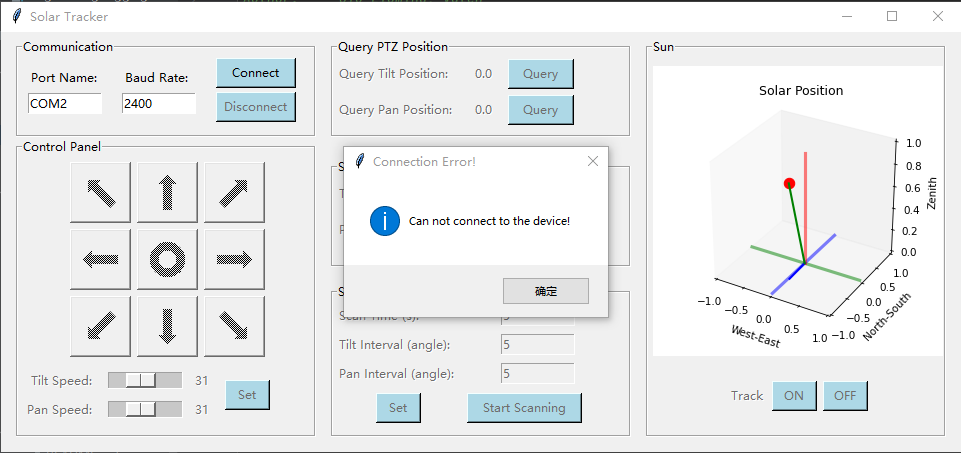 Solar Tracker
Communication
Port Name:
Baud Rate:
COM2
2400
Connect
Disconnect
Query PTZ Position
Query Tilt Position:
0.0
Query
Query Pan Position:
0.0
Query
Sun
Solar Position
1.0
0.8
0.6
0.4
0.2
0.0
Zenith
−1.0
−0.5
0.0
0.5
1.0
West-East
1.0
0.5
0.0
−0.5
−1.0
North-South
Track
ON
OFF
Control Panel
Tilt Speed:
31
Pan Speed:
31
Set
Connection Error!
Can not connect to the device!
确定
Scan Time (s):
5
Tilt Interval (angle):
5
Pan Interval (angle):
5
Set
Start Scanning